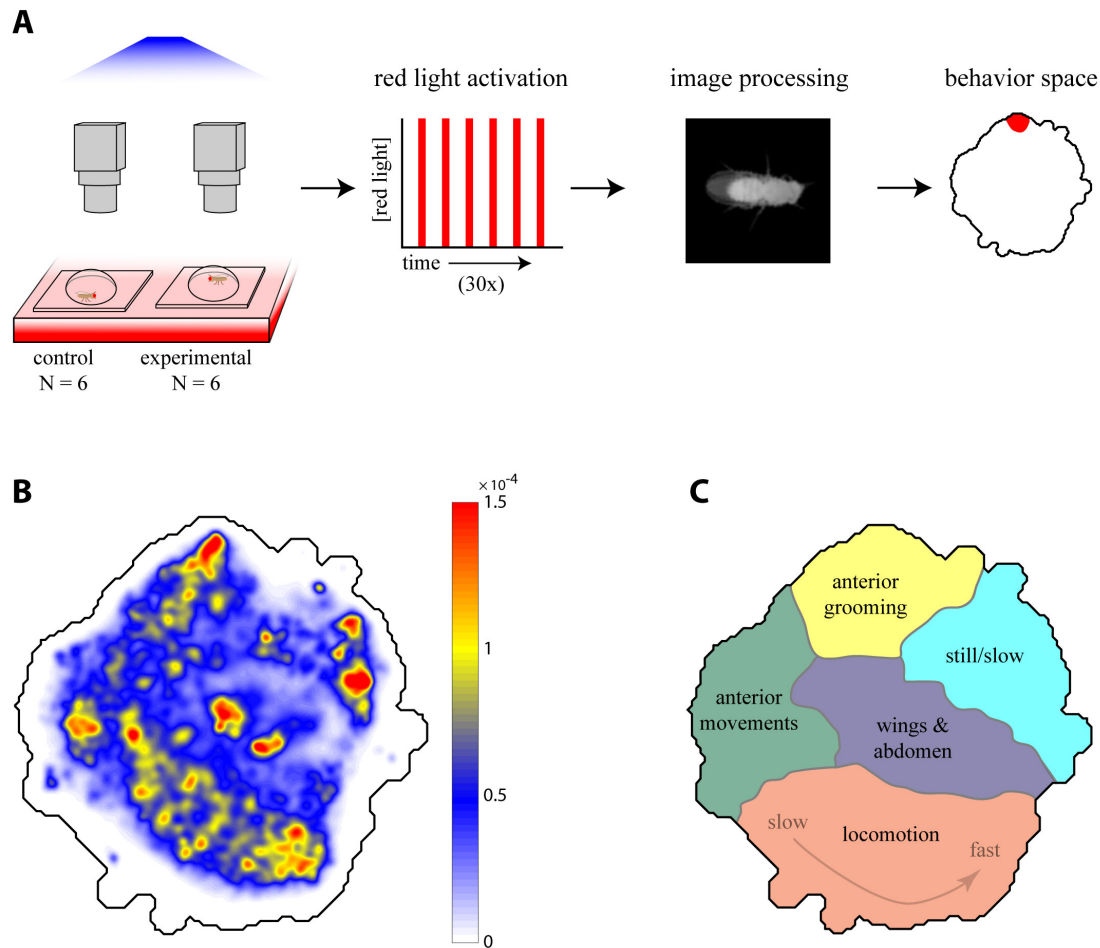 A
red light activation
image processing
behavior space
[red light]
time
(30x)
control
N = 6
experimental
N = 6
B
×10⁻⁴
1.5
1
0.5
0
C
anterior
grooming
still/slow
anterior
movements
wings &
abdomen
slow
locomotion
fast